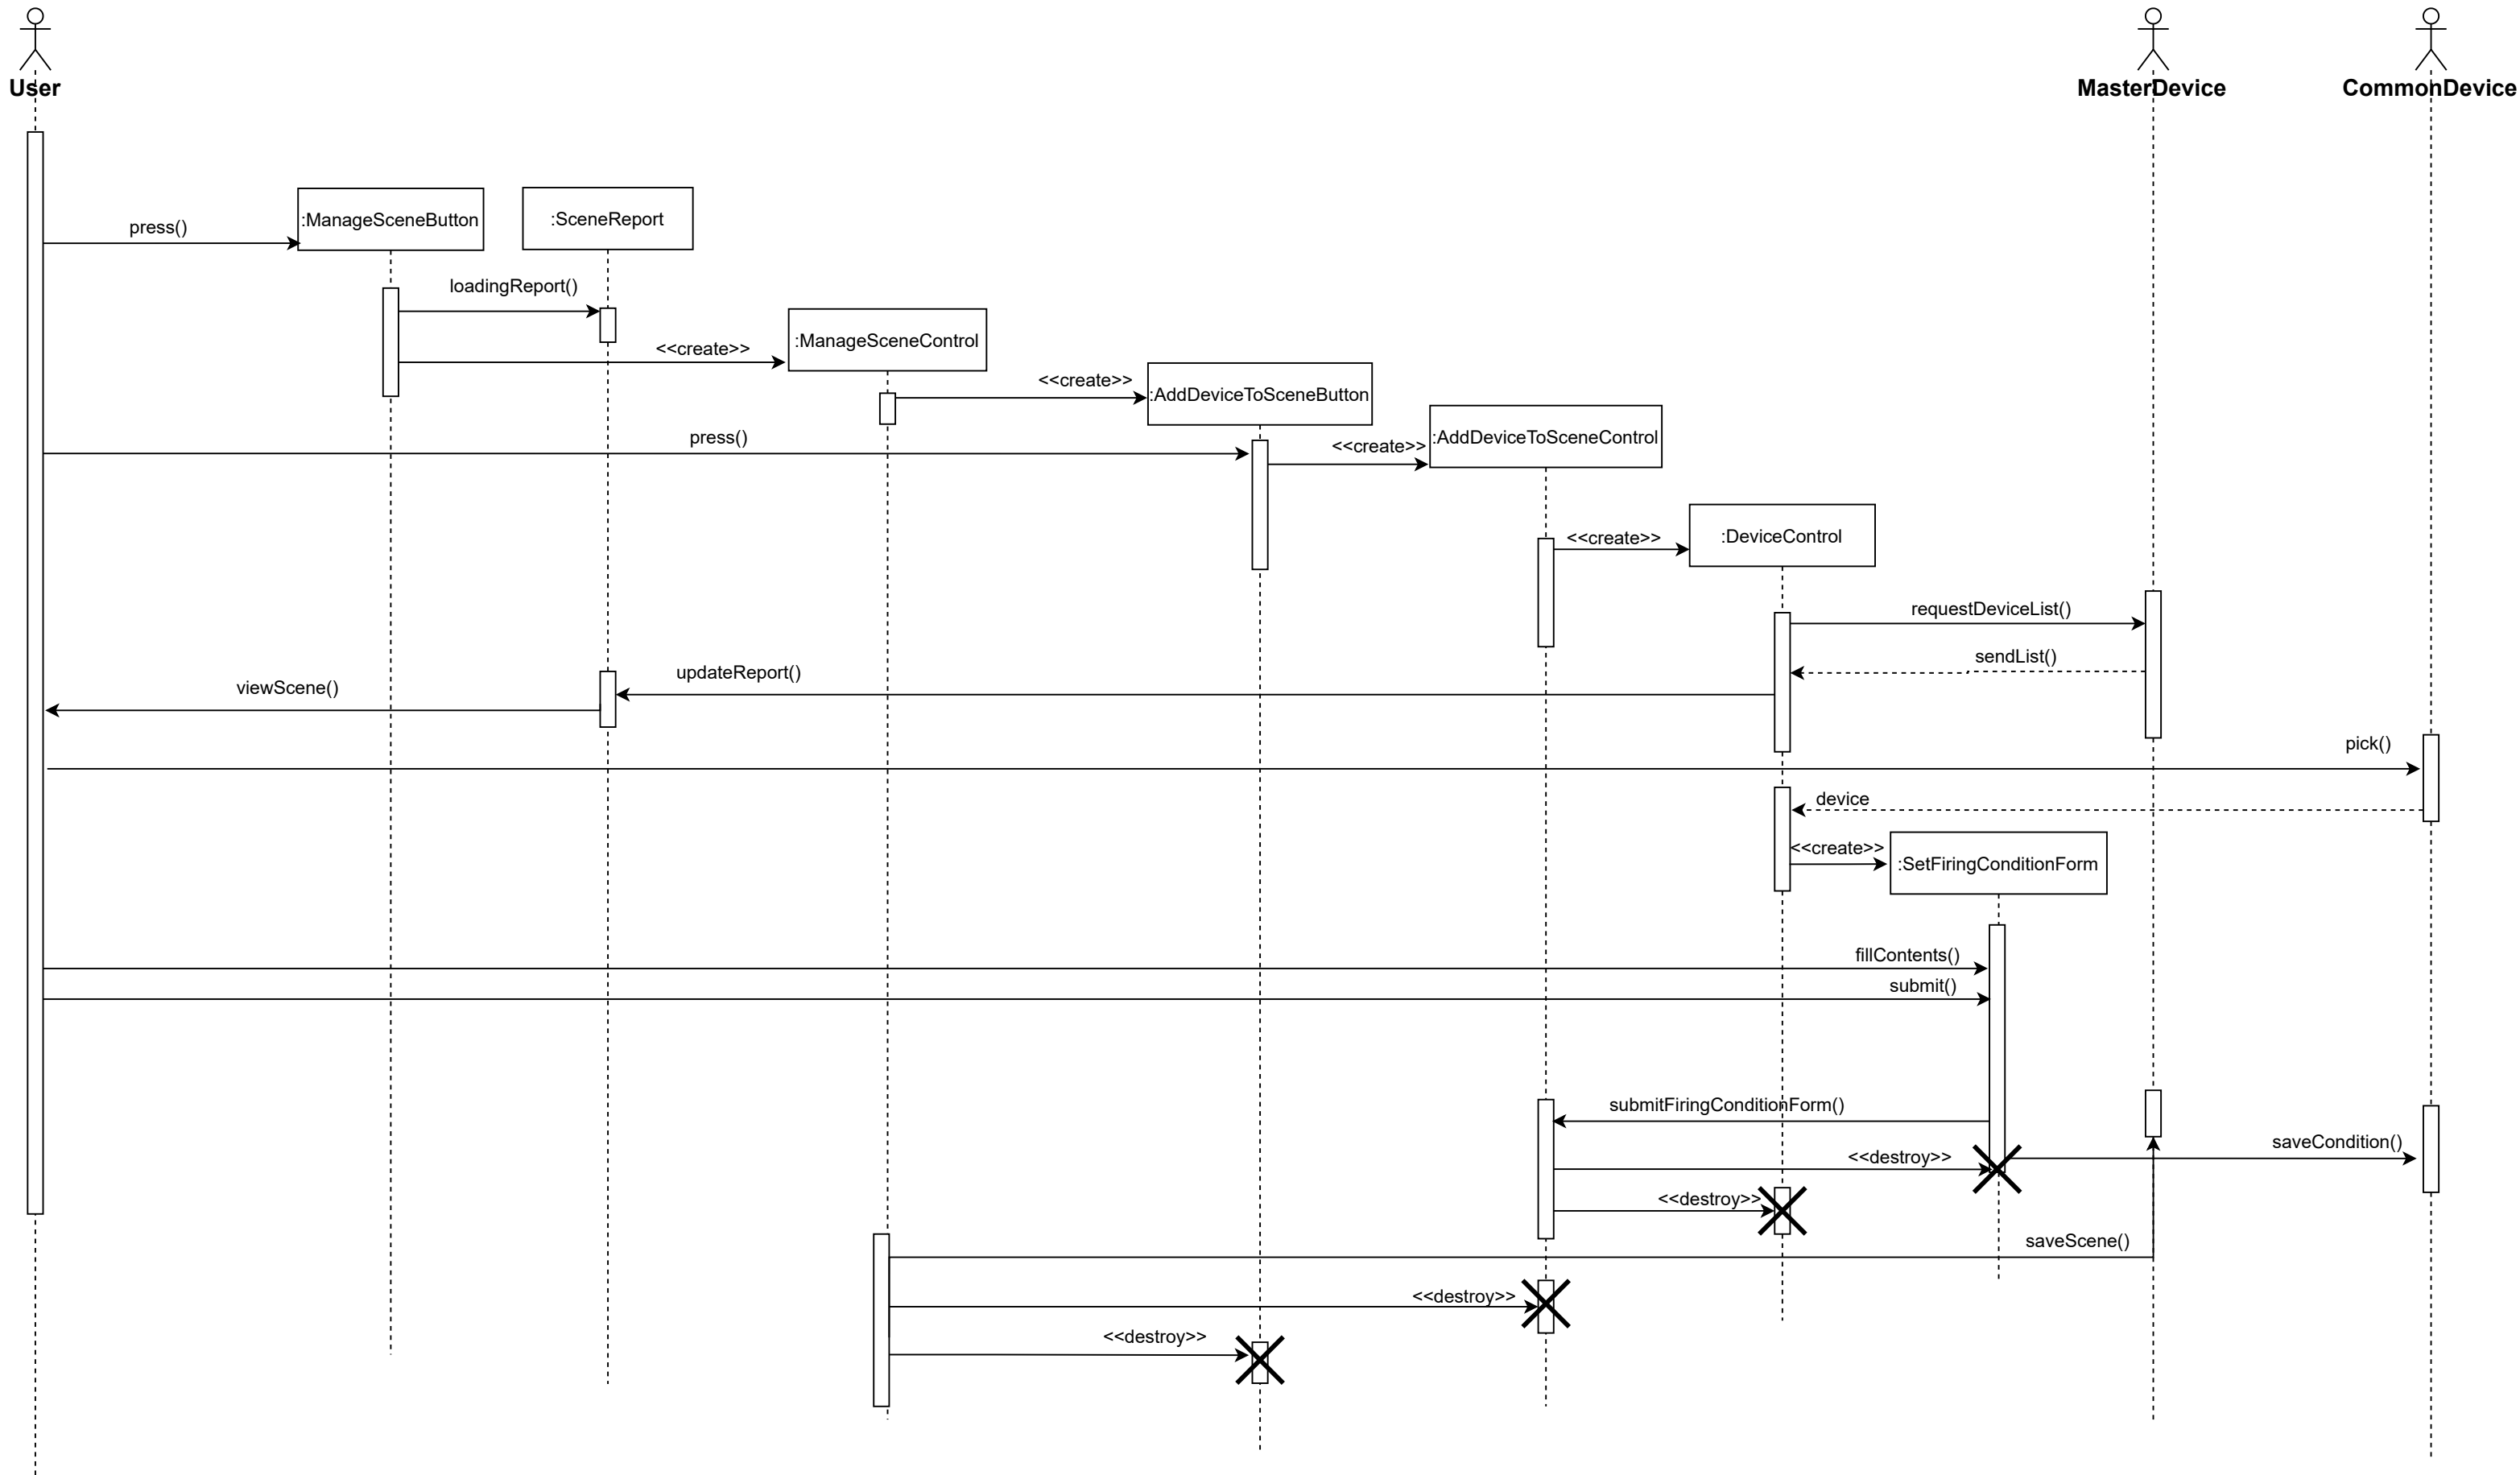 User
MasterDevice
CommonDevice
:ManageSceneButton
:SceneReport
press()
loadingReport()
:ManageSceneControl
<<create>>
<<create>>
:AddDeviceToSceneButton
press()
<<create>>
:AddDeviceToSceneControl
<<create>>
:DeviceControl
requestDeviceList()
sendList()
updateReport()
viewScene()
pick()
device
<<create>>
:SetFiringConditionForm
fillContents()
submit()
submitFiringConditionForm()
saveCondition()
<<destroy>>
<<destroy>>
saveScene()
<<destroy>>
<<destroy>>